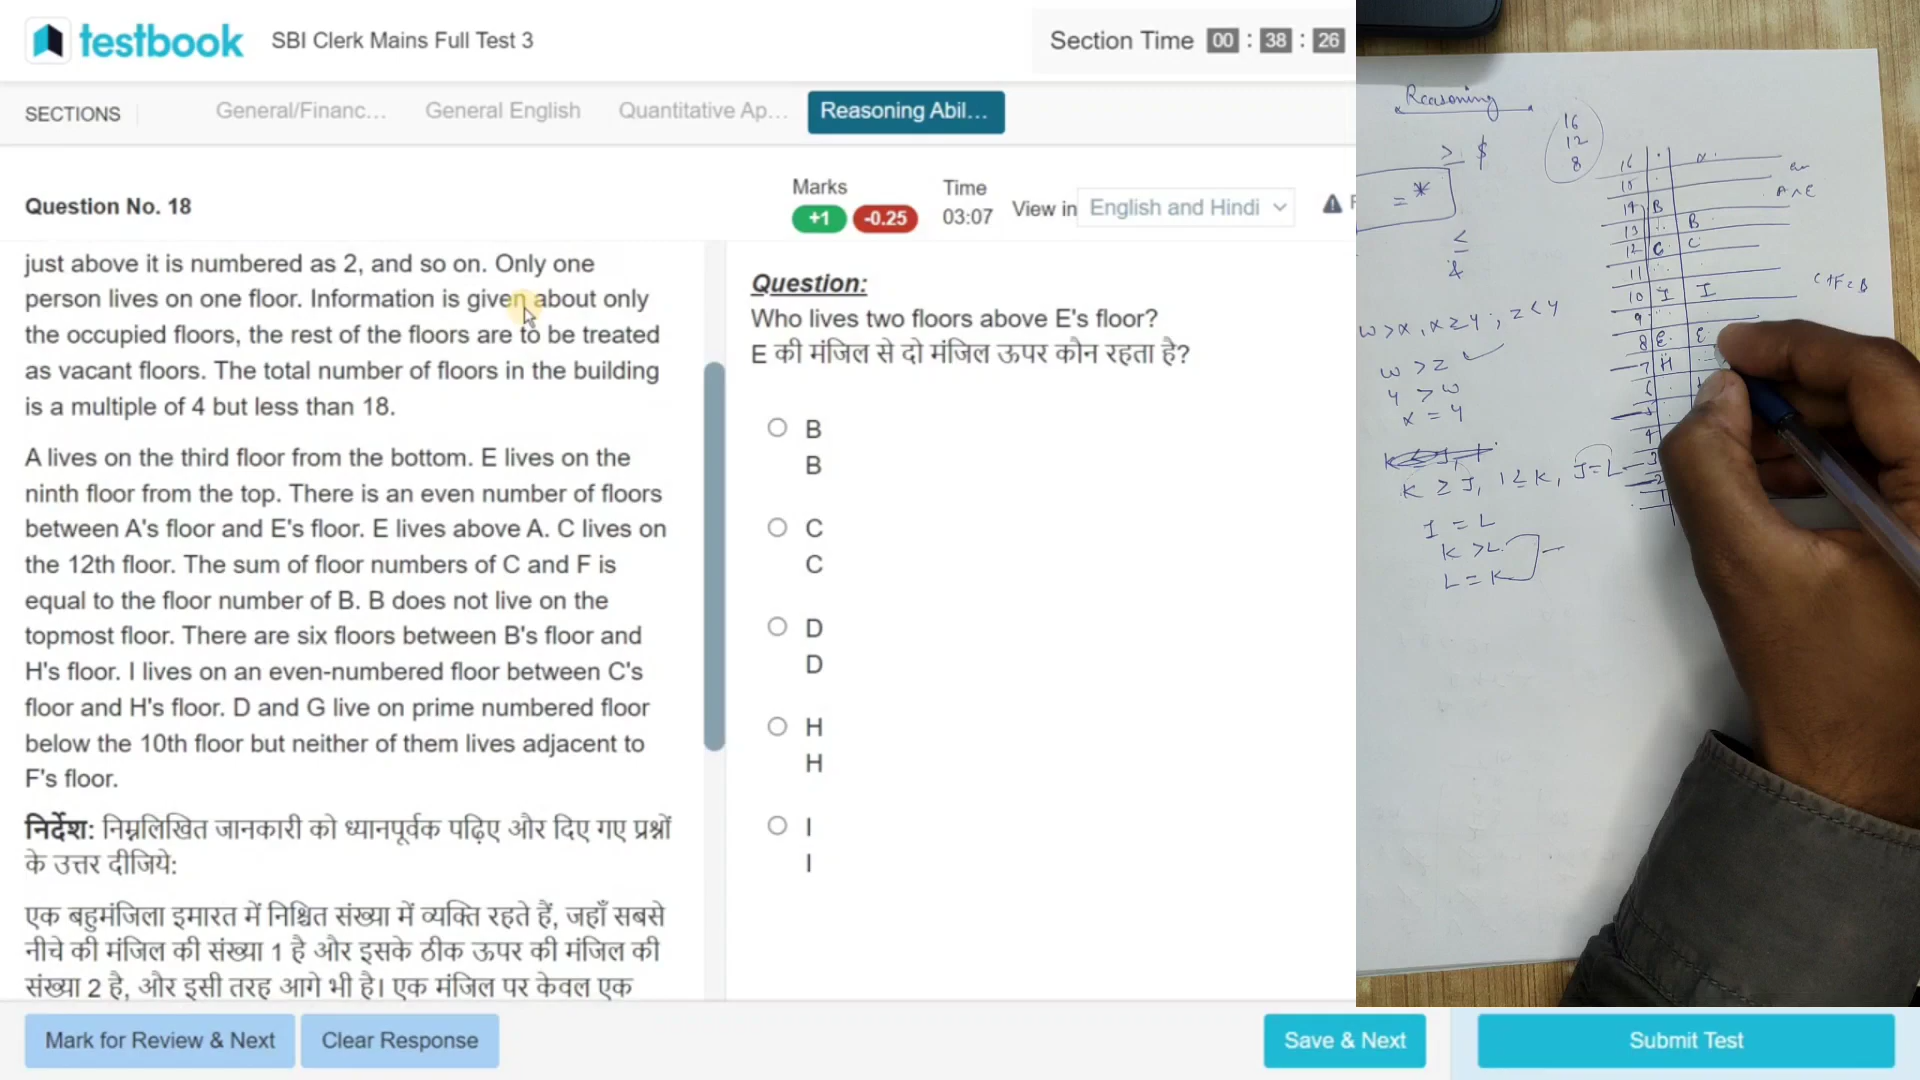 testbook
SBI Clerk Mains Full Test 3
Section Time 00 : 38 : 26
SECTIONS
General/Financ...
General English
Quantitative Ap...
Reasoning Abil...
Question No. 18
Marks
+1 -0.25
Time
03:07
View in English and Hindi
just above it is numbered as 2, and so on. Only one
person lives on one floor. Information is given about only
the occupied floors, the rest of the floors are to be treated
as vacant floors. The total number of floors in the building
is a multiple of 4 but less than 18.
A lives on the third floor from the bottom. E lives on the
ninth floor from the top. There is an even number of floors
between A's floor and E's floor. E lives above A. C lives on
the 12th floor. The sum of floor numbers of C and F is
equal to the floor number of B. B does not live on the
topmost floor. There are six floors between B's floor and
H's floor. I lives on an even-numbered floor between C's
floor and H's floor. D and G live on prime numbered floor
below the 10th floor but neither of them lives adjacent to
F's floor.
निर्देश: निम्नलिखित जानकारी को ध्यानपूर्वक पढ़िए और दिए गए प्रश्नों
के उत्तर दीजिये:
एक बहुमंजिला इमारत में निश्चित संख्या में व्यक्ति रहते हैं, जहाँ सबसे
नीचे की मंजिल की संख्या 1 है और इसके ठीक ऊपर की मंजिल की
संख्या 2 है, और इसी तरह आगे भी है। एक मंजिल पर केवल एक
Question:
Who lives two floors above E's floor?
E की मंजिल से दो मंजिल ऊपर कौन रहता है?
B
B
C
C
D
D
H
H
I
I
Mark for Review & Next
Clear Response
Save & Next
Submit Test
Reasoning
> $
= *
<
16
12
8
16
15
14 B
13 B
12 C C
11
10 I I
9
8 E E
7 H
6
C+F=B
W>X, X≥Y, Z<Y
W > Z
Y > W
X = Y
K ≥ J, I ≤ K, J=L
I = L
K > L
L = K